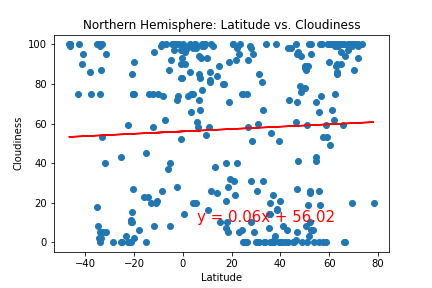 Northern Hemisphere: Latitude vs. Cloudiness
100
80
60
40
20
0
Cloudiness
y = 0.06x + 56.02
−40 −20 0 20 40 60 80
Latitude